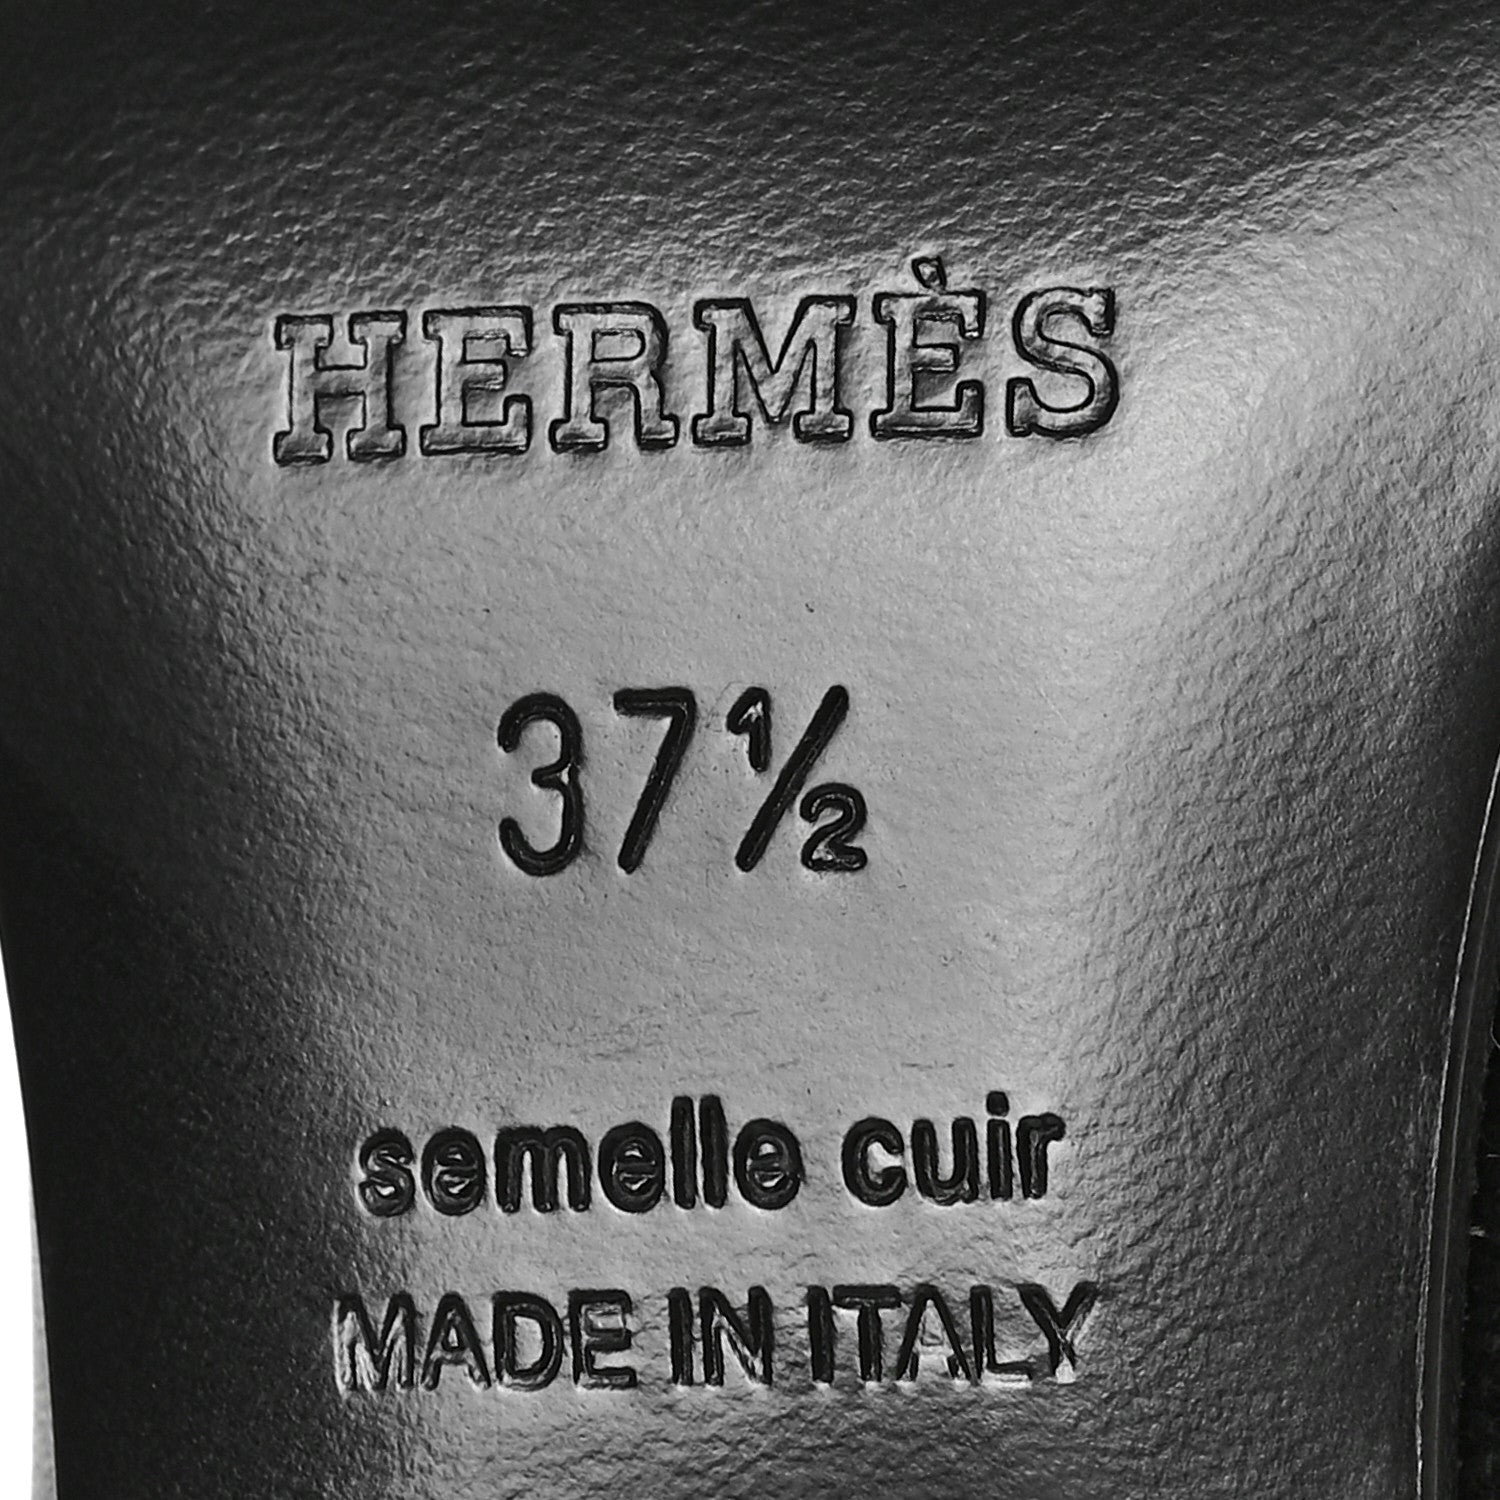 HERMÈS
37½
semelle cuir
MADE IN ITALY